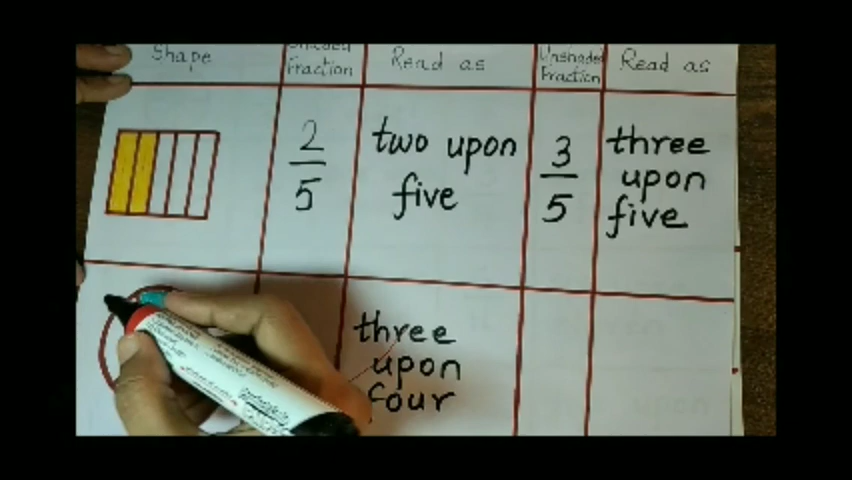 Shape
Shaded
Fraction
Read as
Unshaded
Fraction
Read as
2
5
two upon
five
3
5
three
upon
five
three
upon
four